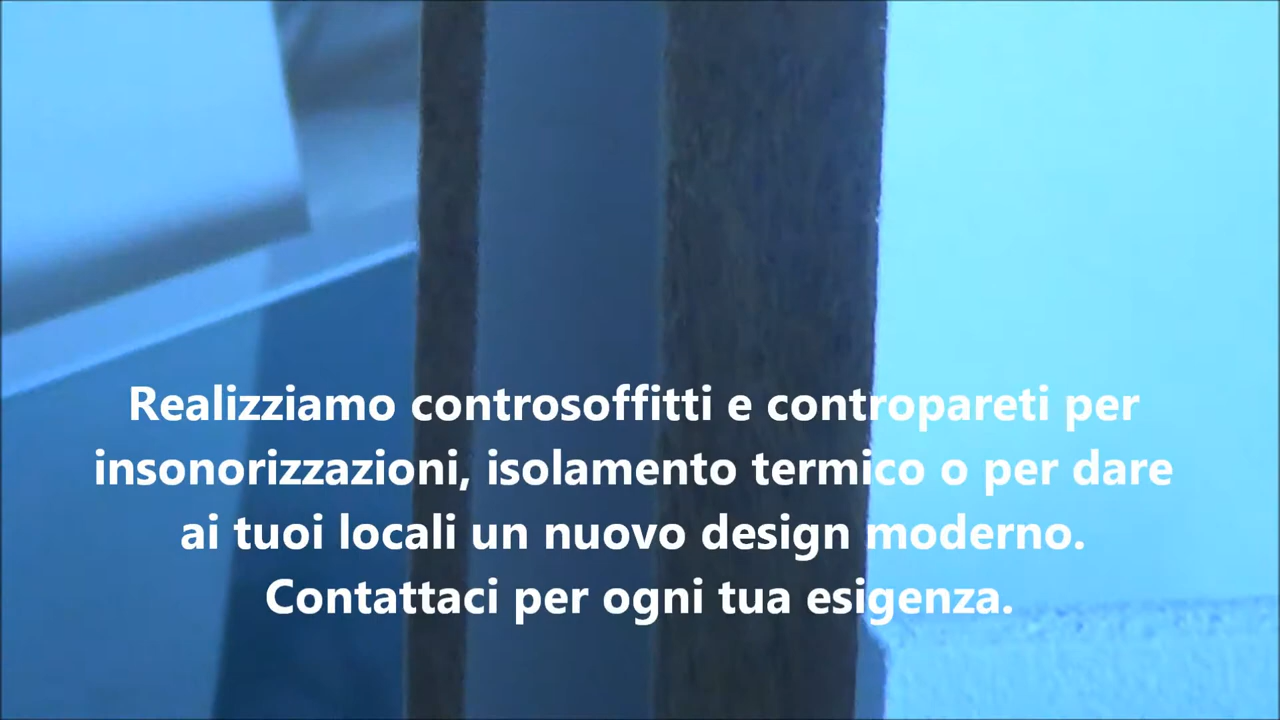 Realizziamo controsoffitti e contropareti per
insonorizzazioni, isolamento termico o per dare
ai tuoi locali un nuovo design moderno.
Contattaci per ogni tua esigenza.